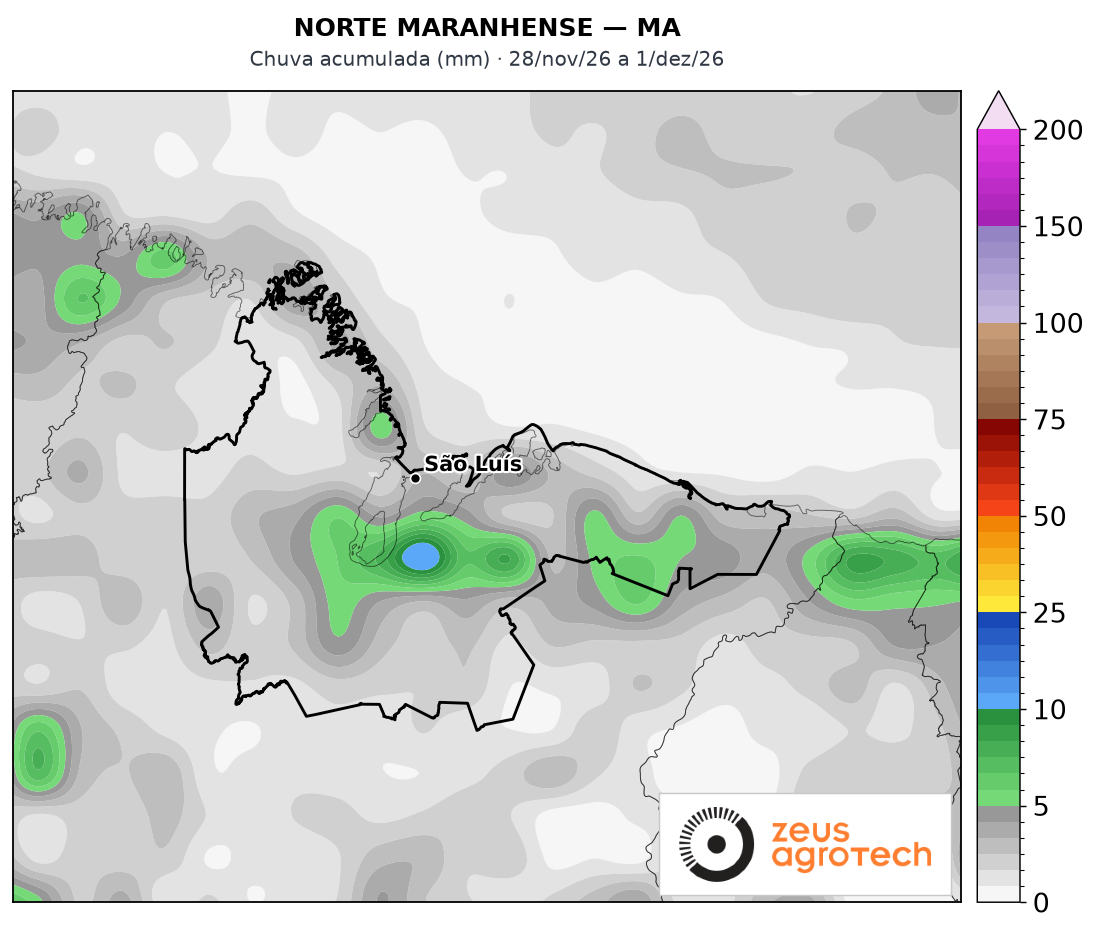 NORTE MARANHENSE — MA
Chuva acumulada (mm) · 28/nov/26 a 1/dez/26
200
150
100
75
50
25
10
5
0
São Luís
zeus
agrotech